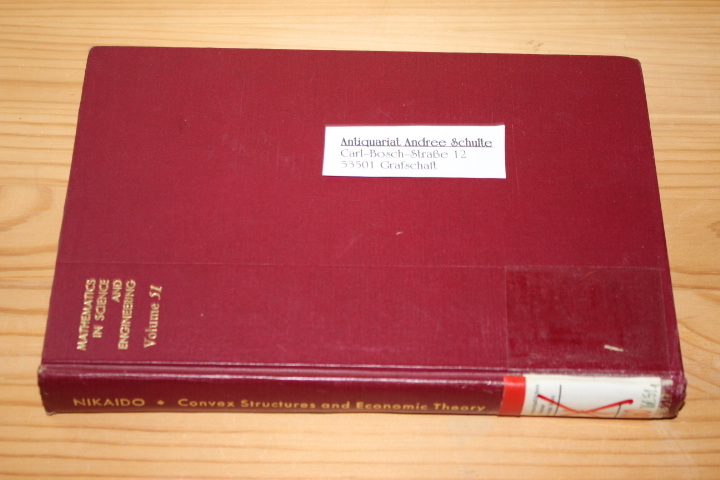 Antiquariat Andree Schulte
Carl-Bosch-Straße 12
53501 Grafschaft
MATHEMATICS
IN SCIENCE
AND
ENGINEERING
Volume 51
NIKAIDO • Convex Structures and Economic Theory